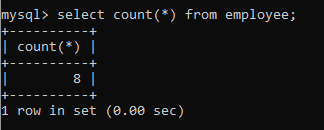 mysql> select count(*) from employee;
+----------+
| count(*) |
+----------+
|        8 |
+----------+
1 row in set (0.00 sec)